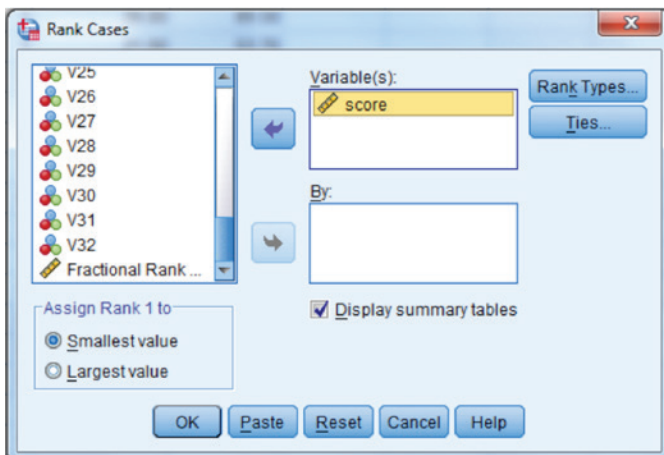 Rank Cases
V25
V26
V27
V28
V29
V30
V31
V32
Fractional Rank ...
Variable(s):
score
By:
Rank Types...
Ties...
Assign Rank 1 to
Smallest value
Largest value
Display summary tables
OK
Paste
Reset
Cancel
Help